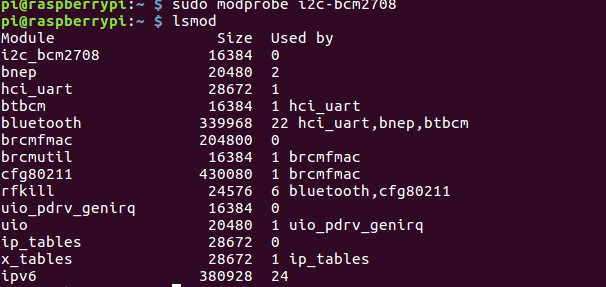 pi@raspberrypi:~ $ sudo modprobe i2c-bcm2708
pi@raspberrypi:~ $ lsmod
Module                  Size  Used by
i2c_bcm2708            16384  0
bnep                   20480  2
hci_uart               28672  1
btbcm                  16384  1 hci_uart
bluetooth             339968  22 hci_uart,bnep,btbcm
brcmfmac              204800  0
brcmutil               16384  1 brcmfmac
cfg80211              430080  1 brcmfmac
rfkill                 24576  6 bluetooth,cfg80211
uio_pdrv_genirq        16384  0
uio                    20480  1 uio_pdrv_genirq
ip_tables              28672  0
x_tables               28672  1 ip_tables
ipv6                  380928  24